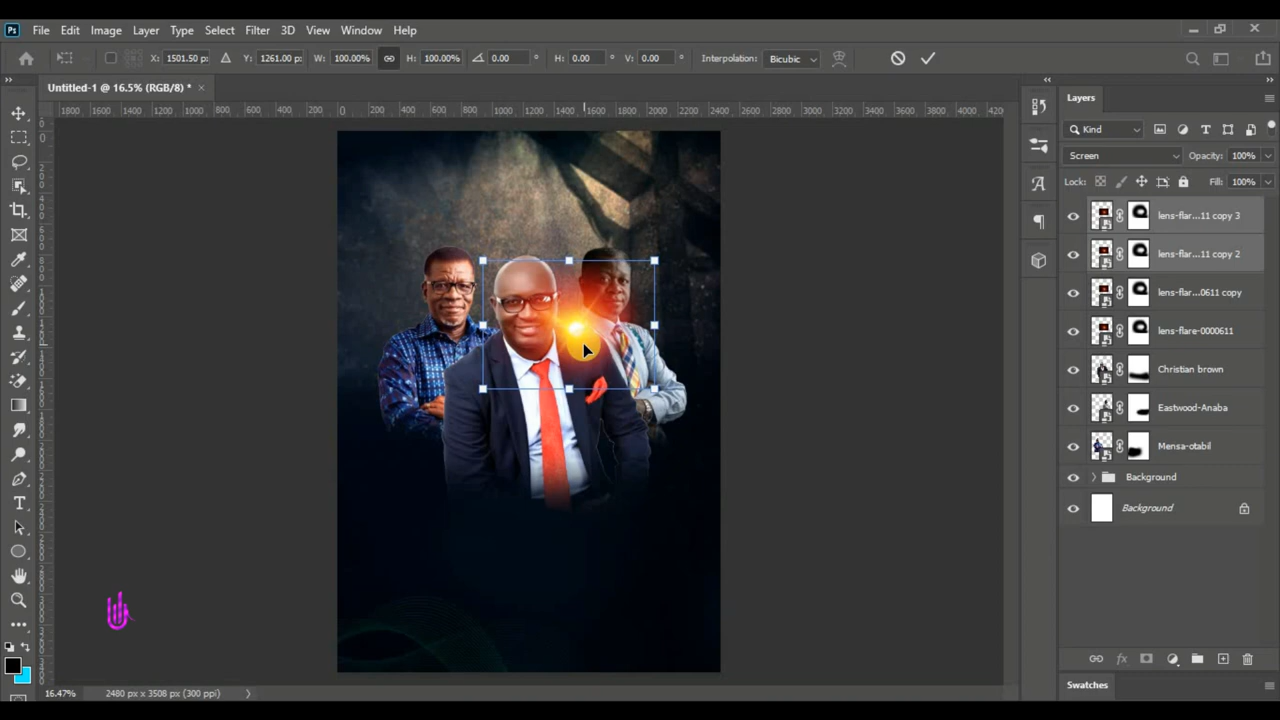 Ps File Edit Image Layer Type Select Filter 3D View Window Help
X: 1501.50 px Y: 1261.00 px W: 100.00% H: 100.00% 0.00 ° H: 0.00 ° V: 0.00 ° Interpolation: Bicubic
Untitled-1 @ 16.5% (RGB/8) * ×
1800 1600 1400 1200 1000 800 600 400 200 0 200 400 600 800 1000 1200 1400 1600 1800 2000 2200 2400 2600 2800 3000 3200 3400 3600 3800 4000
Layers
Kind
Screen Opacity: 100%
Lock: Fill: 100%
lens-flar...11 copy 3
lens-flar...11 copy 2
lens-flar...0611 copy
lens-flare-0000611
Christian brown
Eastwood-Anaba
Mensa-otabil
Background
Background
Swatches
16.47% 2480 px x 3508 px (300 ppi)